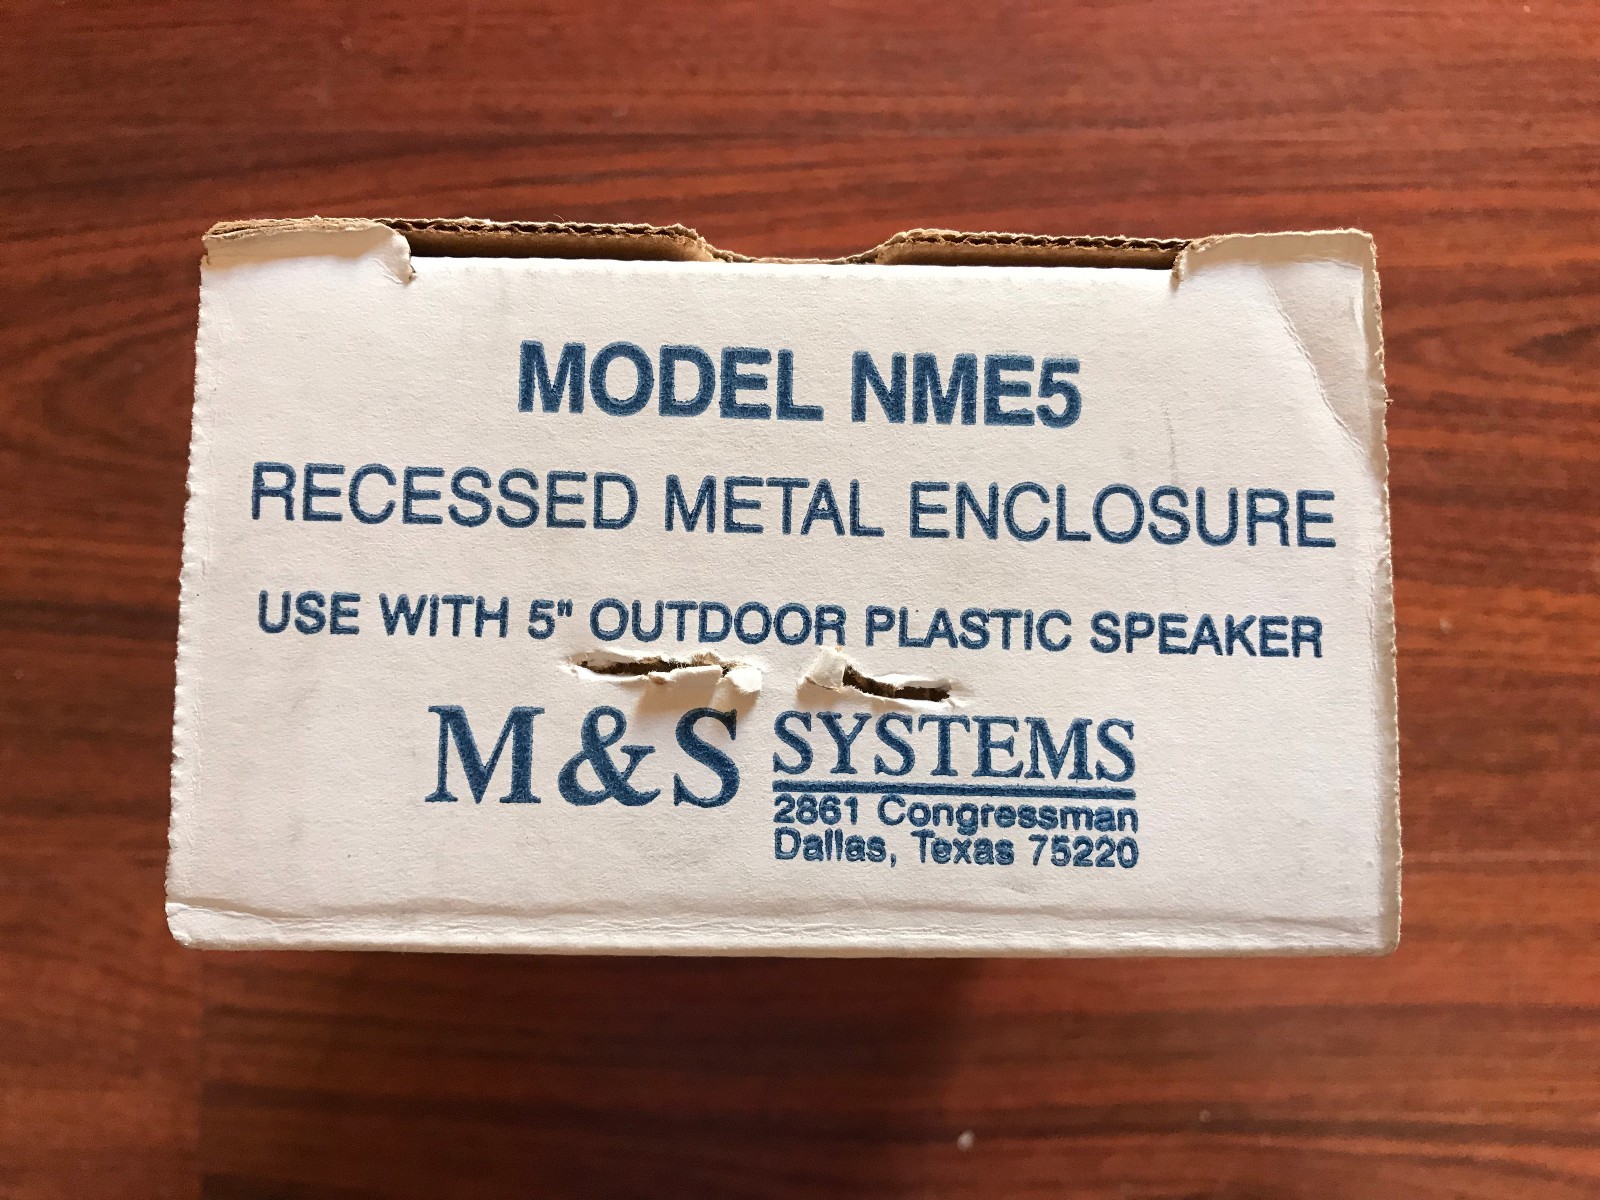 MODEL NME5
RECESSED METAL ENCLOSURE
USE WITH 5" OUTDOOR PLASTIC SPEAKER
M&S SYSTEMS
2861 Congressman
Dallas, Texas 75220